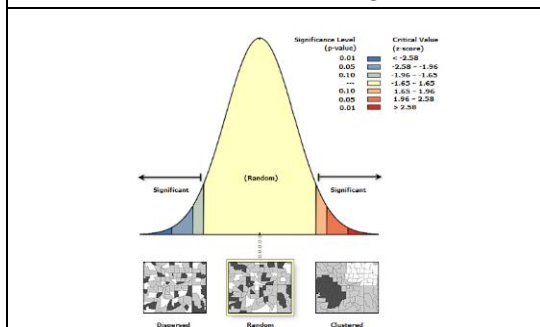 Significance Level Critical Value
(p-value) (z-score)
0.01 < -2.58
0.05 -2.58 - -1.96
0.10 -1.96 - -1.65
--- -1.65 - 1.65
0.10 1.65 - 1.96
0.05 1.96 - 2.58
0.01 > 2.58
(Random)
Significant Significant
Dispersed Random Clustered